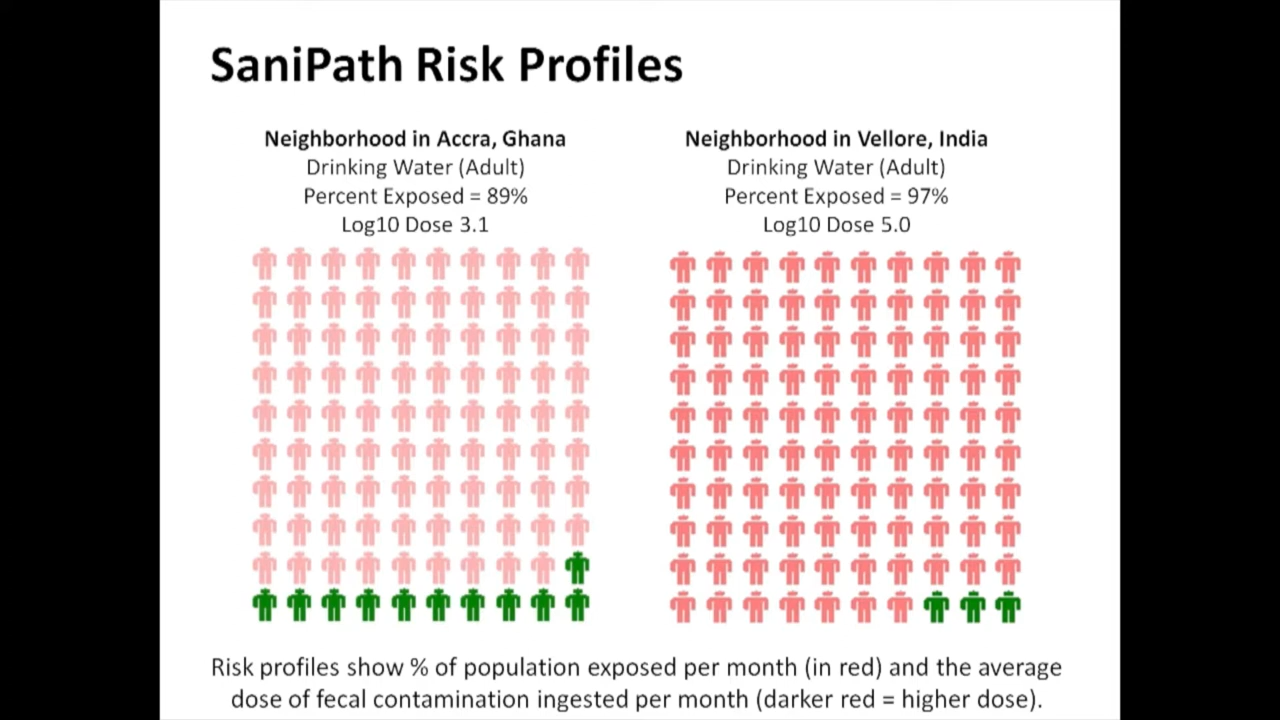 SaniPath Risk Profiles
Neighborhood in Accra, Ghana
Drinking Water (Adult)
Percent Exposed = 89%
Log10 Dose 3.1
Neighborhood in Vellore, India
Drinking Water (Adult)
Percent Exposed = 97%
Log10 Dose 5.0
Risk profiles show % of population exposed per month (in red) and the average
dose of fecal contamination ingested per month (darker red = higher dose).